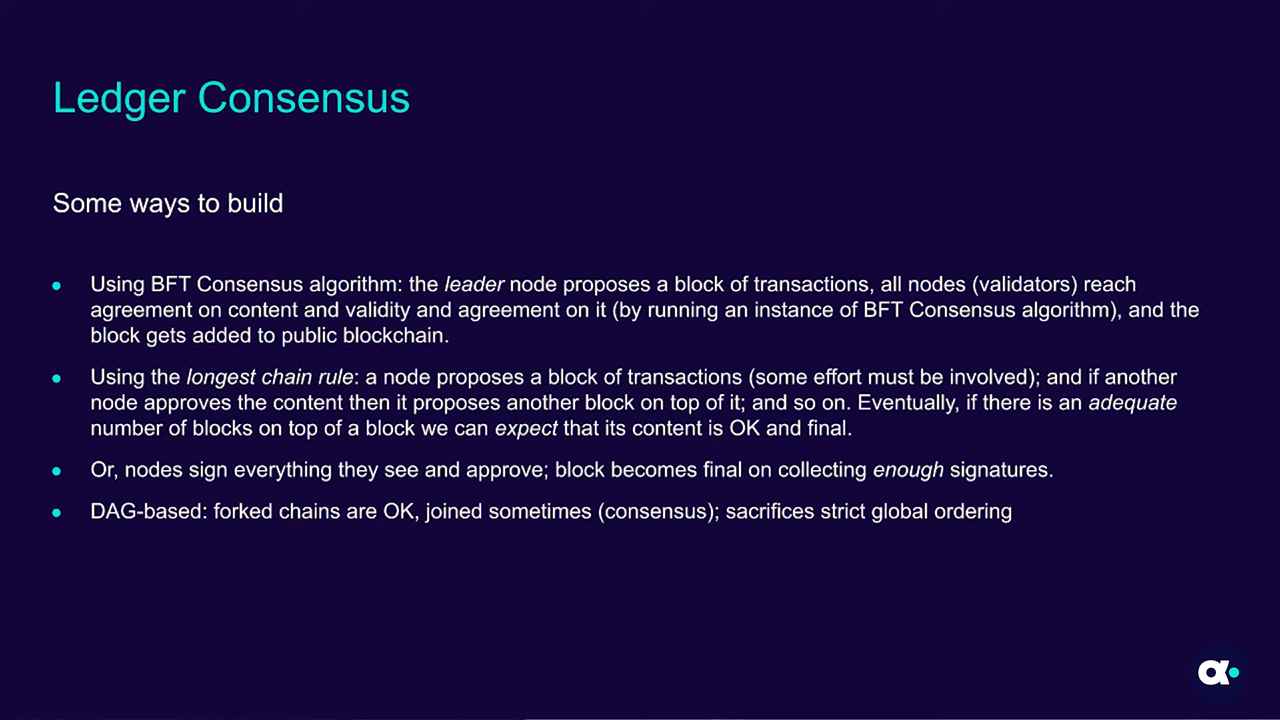 Ledger Consensus
Some ways to build
Using BFT Consensus algorithm: the leader node proposes a block of transactions, all nodes (validators) reach
agreement on content and validity and agreement on it (by running an instance of BFT Consensus algorithm), and the
block gets added to public blockchain.
Using the longest chain rule: a node proposes a block of transactions (some effort must be involved); and if another
node approves the content then it proposes another block on top of it; and so on. Eventually, if there is an adequate
number of blocks on top of a block we can expect that its content is OK and final.
Or, nodes sign everything they see and approve; block becomes final on collecting enough signatures.
DAG-based: forked chains are OK, joined sometimes (consensus); sacrifices strict global ordering